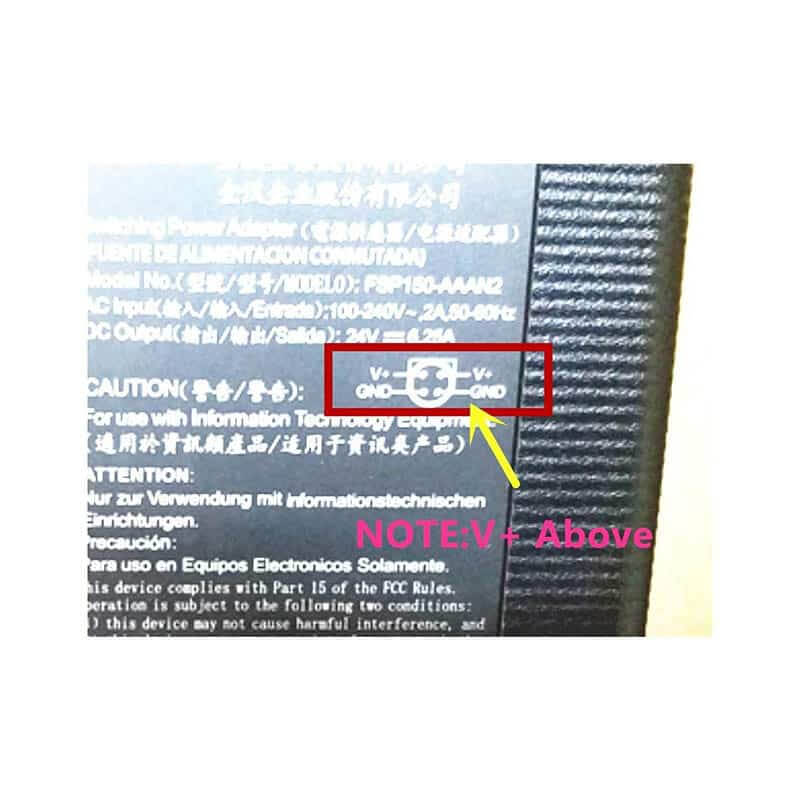 全漢企業股份有限公司
Switching Power Adapter (電源供應器/电源适配器)
(FUENTE DE ALIMENTACION CONMUTADA)
Model No.(型號/型号/MODELO): FSP150-AAAN2
AC Input(輸入/输入/Entrada):100-240V~,2A,50-60Hz
DC Output(輸出/输出/Salida): 24V 6.25A
V+ V+
GND GND
CAUTION(警告/警告):
For use with Information Technology Equipment
(適用於資訊類產品/适用于资讯类产品)
ATTENTION:
Nur zur Verwendung mit informationstechnischen
Einrichtungen.
Precaución:
Para uso en Equipos Electronicos Solamente.
NOTE:V+ Above
his device complies with Part 15 of the FCC Rules.
peration is subject to the following two conditions:
) this device may not cause harmful interference, and